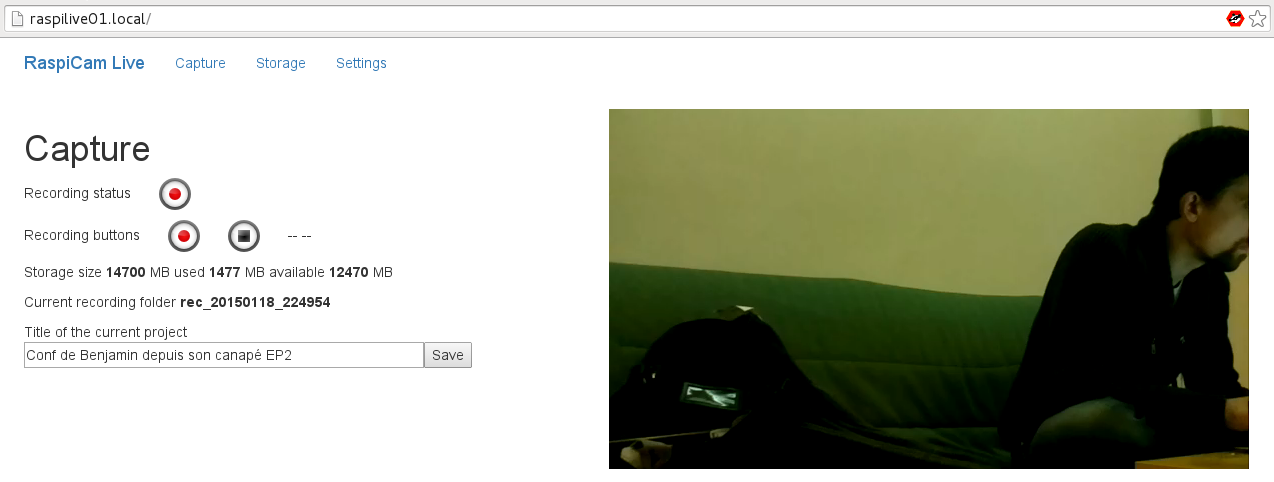 raspilive01.local/
RaspiCam Live Capture Storage Settings
Capture
Recording status
Recording buttons -- --
Storage size 14700 MB used 1477 MB available 12470 MB
Current recording folder rec_20150118_224954
Title of the current project
Conf de Benjamin depuis son canapé EP2 Save